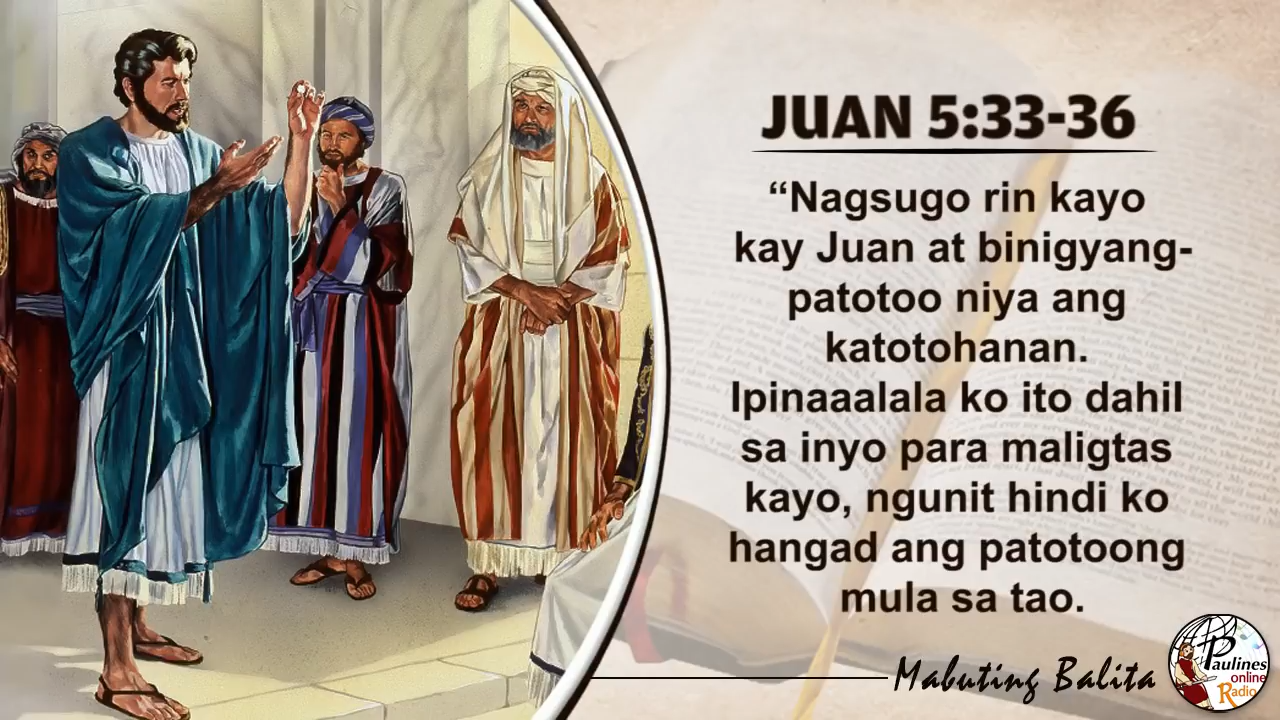 JUAN 5:33-36
“Nagsugo rin kayo
kay Juan at binigyang-
patotoo niya ang
katotohanan.
Ipinaaalala ko ito dahil
sa inyo para maligtas
kayo, ngunit hindi ko
hangad ang patotoong
mula sa tao.
Mabuting Balita
Paulines
online
Radio